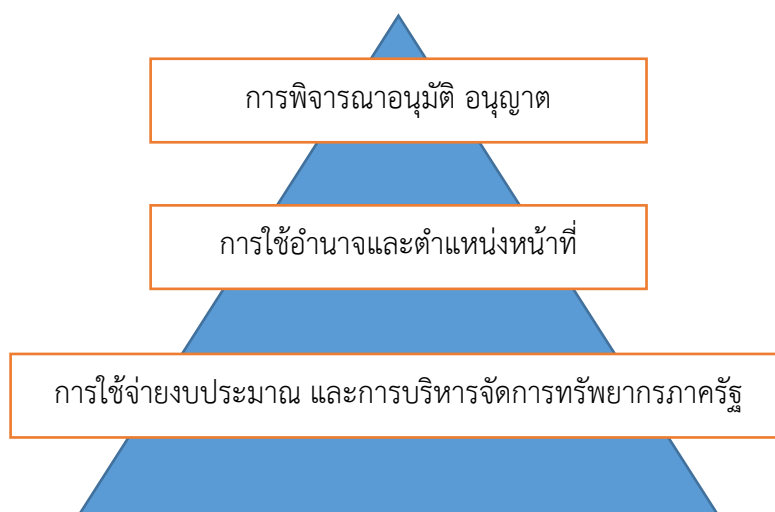 การพิจารณาอนุมัติ อนุญาต
การใช้อำนาจและตำแหน่งหน้าที่
การใช้จ่ายงบประมาณ และการบริหารจัดการทรัพยากรภาครัฐ